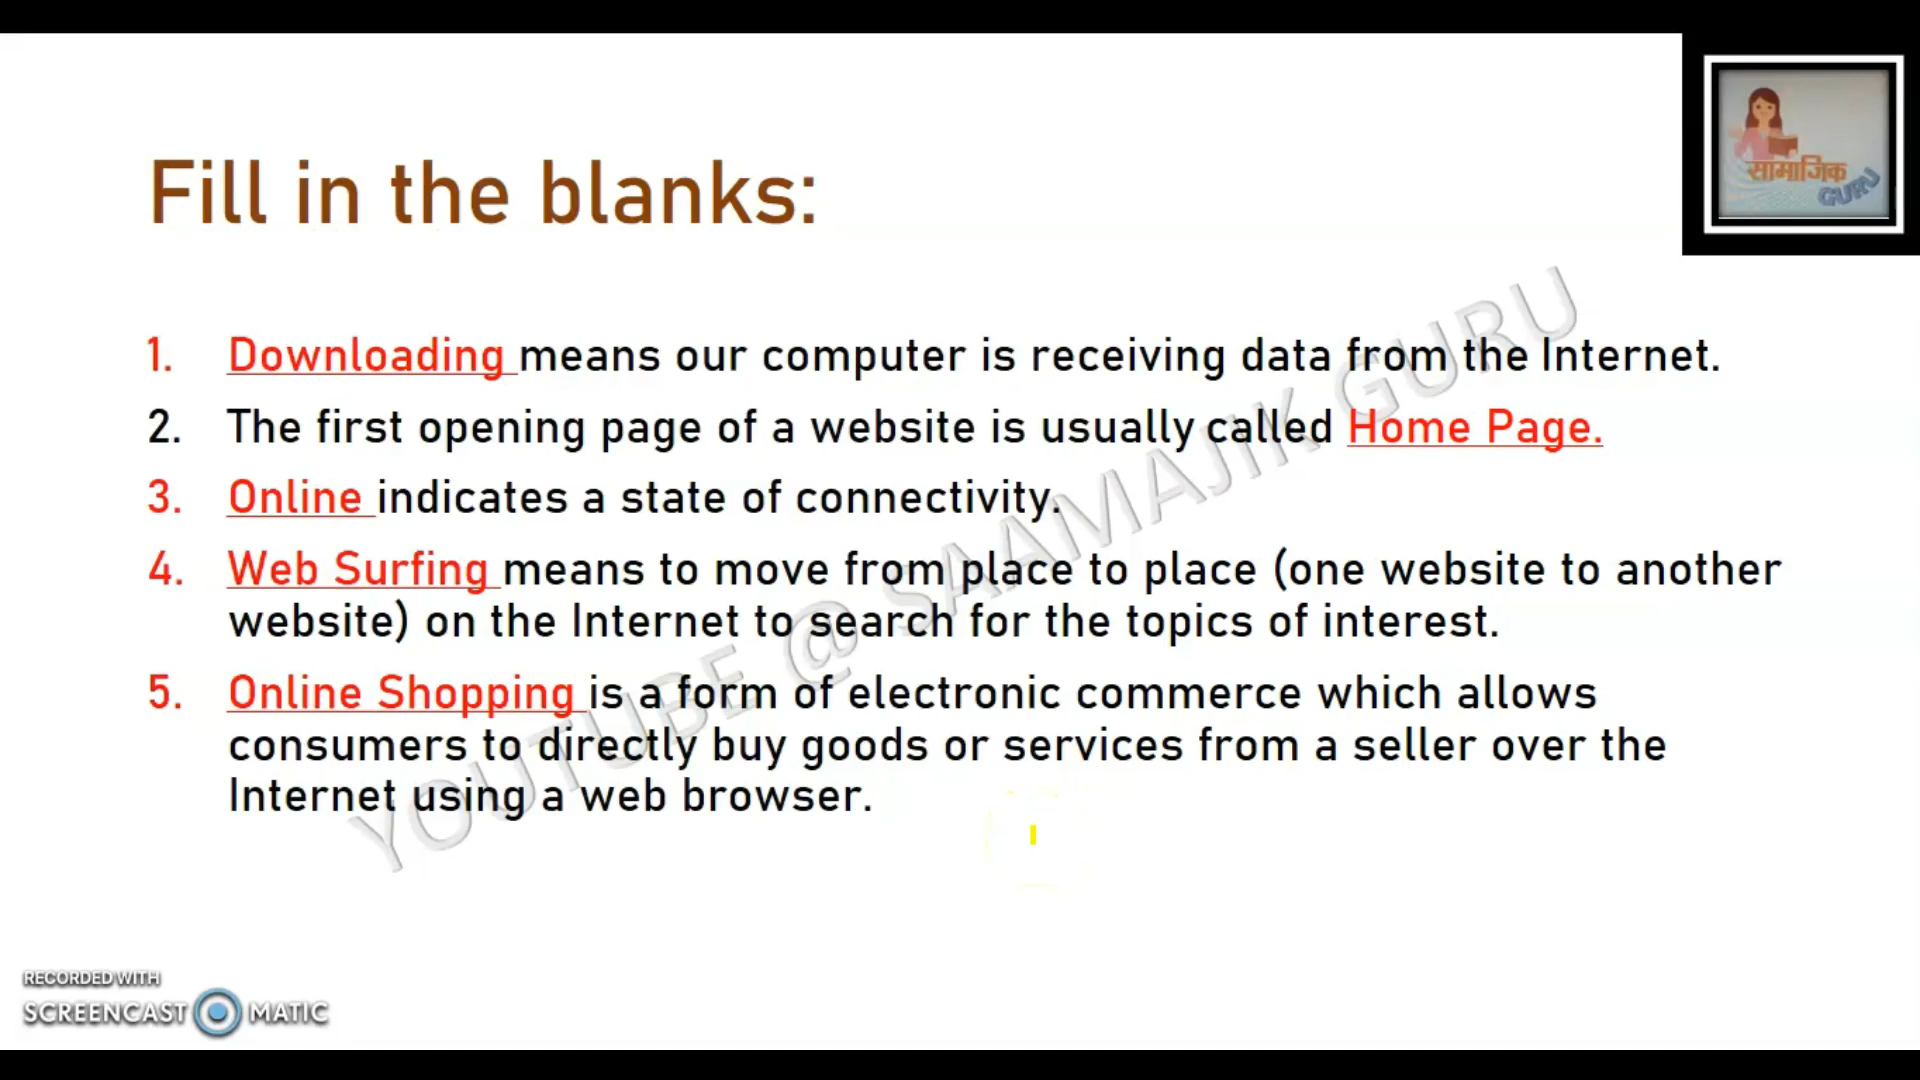 सामाजिक
GURU
Fill in the blanks:
1. Downloading means our computer is receiving data from the Internet.
2. The first opening page of a website is usually called Home Page.
3. Online indicates a state of connectivity.
4. Web Surfing means to move from place to place (one website to another
website) on the Internet to search for the topics of interest.
5. Online Shopping is a form of electronic commerce which allows
consumers to directly buy goods or services from a seller over the
Internet using a web browser.
YOUTUBE @ SAAMAJIK GURU
RECORDED WITH
SCREENCAST MATIC